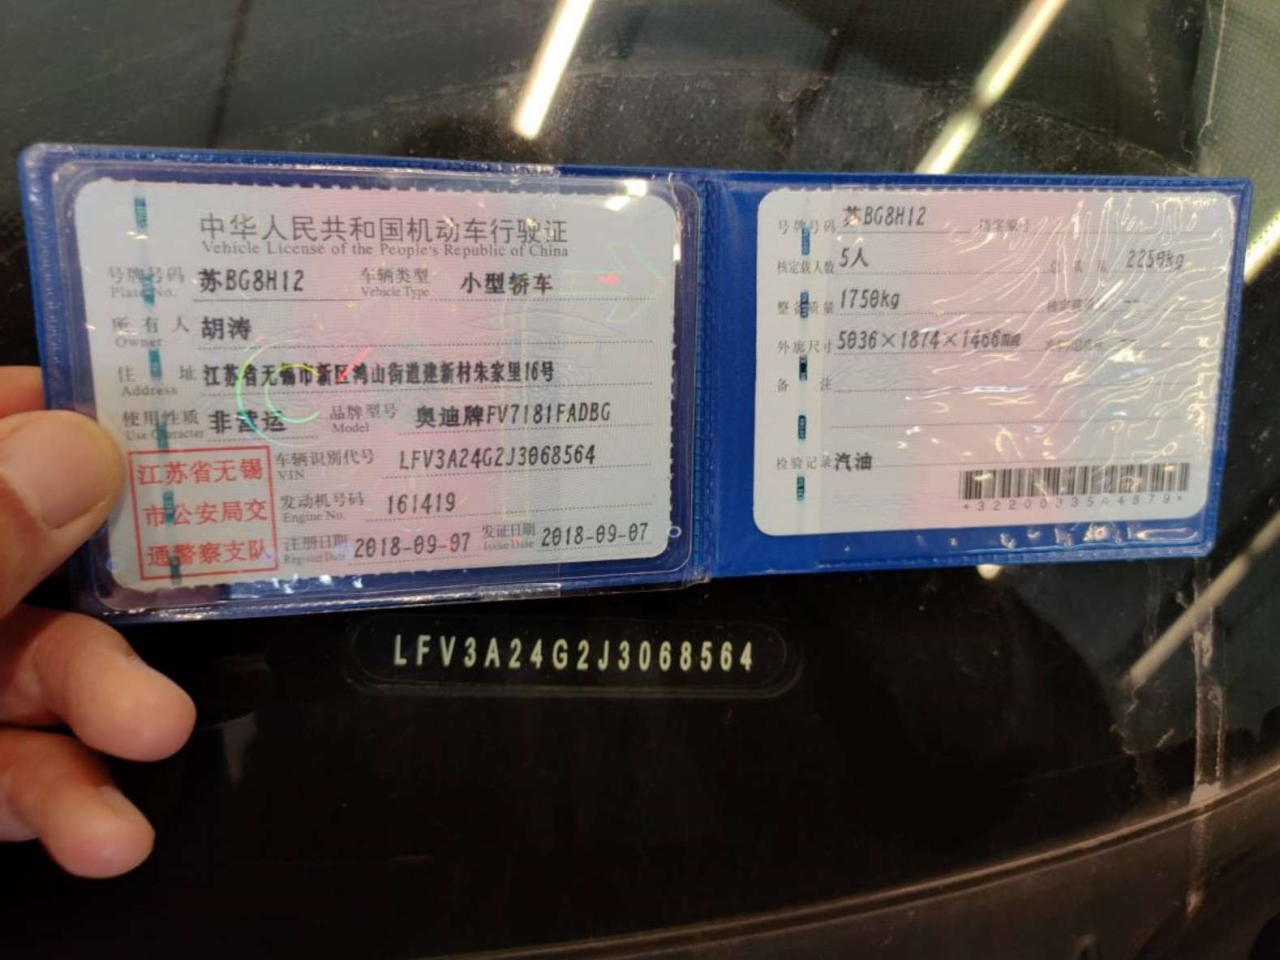 中华人民共和国机动车行驶证
Vehicle License of the People's Republic of China
号牌号码 苏BG8H12 车辆类型 小型轿车
Plate No. Vehicle Type
所有人 胡涛
Owner
住址 江苏省无锡市新区鸿山街道建新村朱家里16号
Address
使用性质 非营运 品牌型号 奥迪牌FV7181FADBG
Use Character Model
江苏省无锡
市公安局交
通警察支队
车辆识别代号 LFV3A24G2J3068564
VIN
发动机号码 161419
Engine No.
注册日期 2018-09-07 发证日期 2018-09-07
Register Date Issue Date
号牌号码 苏BG8H12 档案编号
核定载人数 5人 总质量 2250kg
整备质量 1750kg
外廓尺寸 5036×1874×1466mm
备注
检验记录 汽油
*3220033544879*
LFV3A24G2J3068564